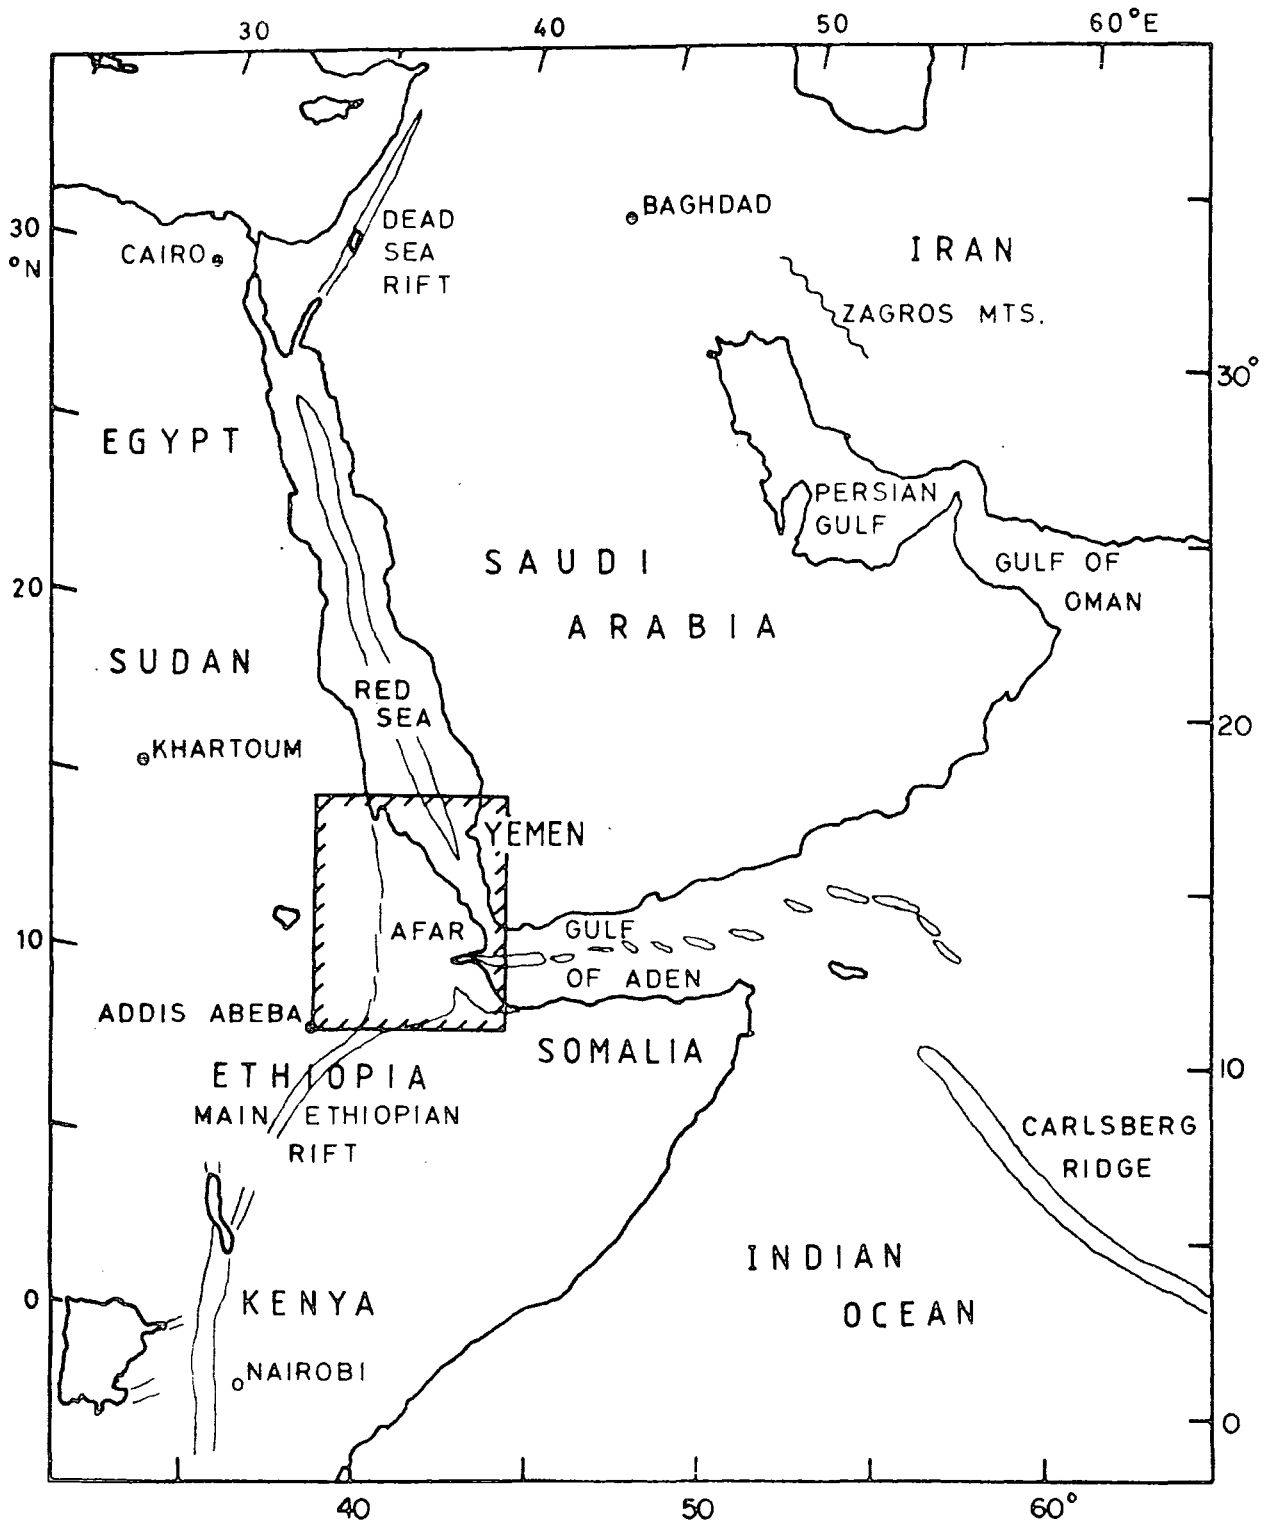 30 40 50 60°E
30
°N
CAIRO
DEAD
SEA
RIFT
BAGHDAD
IRAN
ZAGROS MTS.
30°
EGYPT
PERSIAN
GULF
GULF OF
OMAN
20
SAUDI
ARABIA
SUDAN
RED
SEA
20
KHARTOUM
YEMEN
10
AFAR
GULF
OF ADEN
ADDIS ABEBA
SOMALIA
10
ETHIOPIA
MAIN ETHIOPIAN
RIFT
CARLSBERG
RIDGE
INDIAN
OCEAN
0
KENYA
NAIROBI
0
40 50 60°